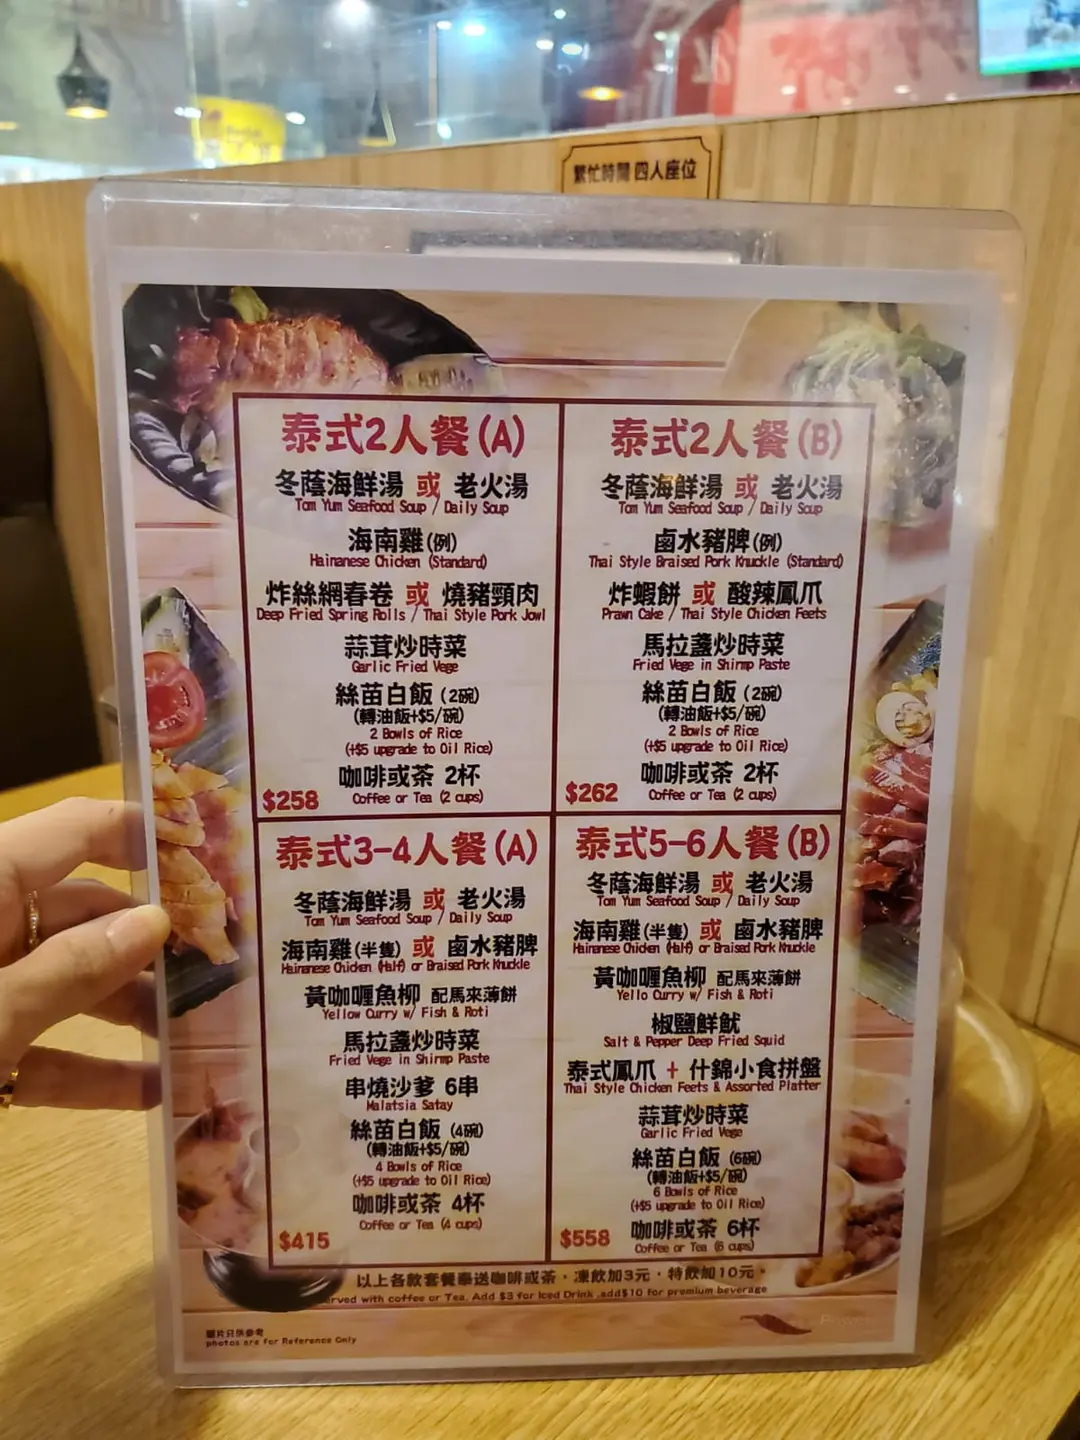 繁忙時間 四人座位
泰式2人餐(A)
冬蔭海鮮湯 或 老火湯
Tom Yum Seafood Soup / Daily Soup
海南雞(例)
Hainanese Chicken (Standard)
炸絲網春卷 或 燒豬頸肉
Deep Fried Spring Rolls / Thai Style Pork Jowl
蒜茸炒時菜
Garlic Fried Vege
絲苗白飯 (2碗)
(轉油飯+$5/碗)
2 Bowls of Rice
(+$5 upgrade to Oil Rice)
咖啡或茶 2杯
Coffee or Tea (2 cups)
$258
泰式2人餐(B)
冬蔭海鮮湯 或 老火湯
Tom Yum Seafood Soup / Daily Soup
鹵水豬脾(例)
Thai Style Braised Pork Knuckle (Standard)
炸蝦餅 或 酸辣鳳爪
Prawn Cake / Thai Style Chicken Feets
馬拉盞炒時菜
Fried Vege in Shirmp Paste
絲苗白飯 (2碗)
(轉油飯+$5/碗)
2 Bowls of Rice
(+$5 upgrade to Oil Rice)
咖啡或茶 2杯
Coffee or Tea (2 cups)
$262
泰式3-4人餐(A)
冬蔭海鮮湯 或 老火湯
Tom Yum Seafood Soup / Daily Soup
海南雞(半隻) 或 鹵水豬脾
Hainanese Chicken (Half) or Braised Pork Knuckle
黃咖喱魚柳 配馬來薄餅
Yellow Curry w/ Fish & Roti
馬拉盞炒時菜
Fried Vege in Shirmp Paste
串燒沙爹 6串
Malatsia Satay
絲苗白飯 (4碗)
(轉油飯+$5/碗)
4 Bowls of Rice
(+$5 upgrade to Oil Rice)
咖啡或茶 4杯
Coffee or Tea (4 cups)
$415
泰式5-6人餐(B)
冬蔭海鮮湯 或 老火湯
Tom Yum Seafood Soup / Daily Soup
海南雞(半隻) 或 鹵水豬脾
Hainanese Chicken (Half) or Braised Pork Knuckle
黃咖喱魚柳 配馬來薄餅
Yello Curry w/ Fish & Roti
椒鹽鮮魷
Salt & Pepper Deep Fried Squid
泰式鳳爪 + 什錦小食拼盤
Thai Style Chicken Feets & Assorted Platter
蒜茸炒時菜
Garlic Fried Vege
絲苗白飯 (6碗)
(轉油飯+$5/碗)
6 Bowls of Rice
(+$5 upgrade to Oil Rice)
咖啡或茶 6杯
Coffee or Tea (6 cups)
$558
以上各款套餐奉送咖啡或茶，凍飲加3元，特飲加10元。
with coffee or Tea. Add $3 for Iced Drink ,add$10 for premium beverage
圖片只供參考
photos are for Reference Only